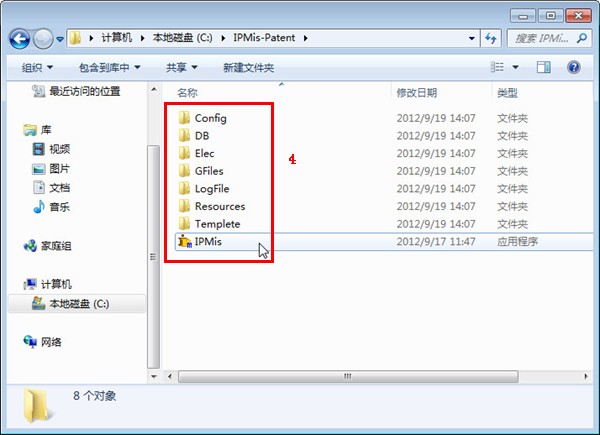 计算机 本地磁盘 (C:) IPMis-Patent 搜索 IPMi...
组织 包含到库中 共享 新建文件夹
名称 修改日期 类型
最近访问的位置
库
视频
图片
文档
音乐
家庭组
计算机
本地磁盘 (C:)
网络
Config 2012/9/19 14:07 文件夹
DB 2012/9/19 14:07 文件夹
Elec 2012/9/19 14:07 文件夹
GFiles 2012/9/19 14:07 文件夹
LogFile 2012/9/19 14:07 文件夹
Resources 2012/9/19 14:07 文件夹
Templete 2012/9/19 14:07 文件夹
IPMis 2012/9/17 11:47 应用程序
4
8 个对象